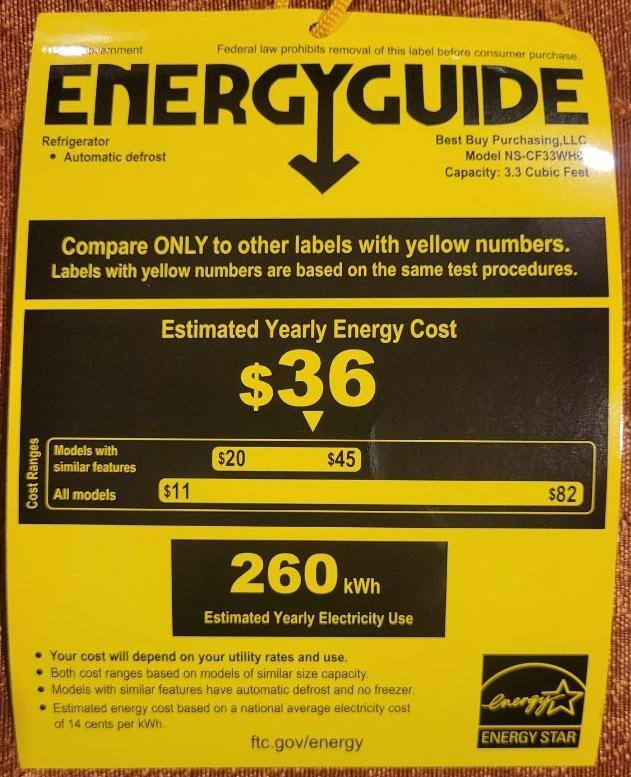 Government
Federal law prohibits removal of this label before consumer purchase.
ENERGYGUIDE
Refrigerator
• Automatic defrost
Best Buy Purchasing,LLC
Model
Capacity: 3.3 Cubic Feet
Compare ONLY to other labels with yellow numbers.
Labels with yellow numbers are based on the same test procedures.
Estimated Yearly Energy Cost
$36
Cost Ranges
Models with
similar features
$20 $45
All models
$11 $82
260 kWh
Estimated Yearly Electricity Use
• Your cost will depend on your utility rates and use.
• Both cost ranges based on models of similar size capacity.
• Models with similar features have automatic defrost and no freezer.
• Estimated energy cost based on a national average electricity cost
of 14 cents per kWh.
ftc.gov/energy
energy
ENERGY STAR